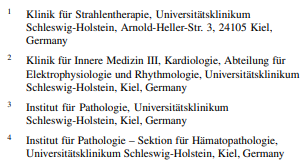 1 Klinik für Strahlentherapie, Universitätsklinikum
Schleswig-Holstein, Arnold-Heller-Str. 3, 24105 Kiel,
Germany
2 Klinik für Innere Medizin III, Kardiologie, Abteilung für
Elektrophysiologie und Rhythmologie, Universitätsklinikum
Schleswig-Holstein, Kiel, Germany
3 Institut für Pathologie, Universitätsklinikum
Schleswig-Holstein, Kiel, Germany
4 Institut für Pathologie – Sektion für Hämatopathologie,
Universitätsklinikum Schleswig-Holstein, Kiel, Germany